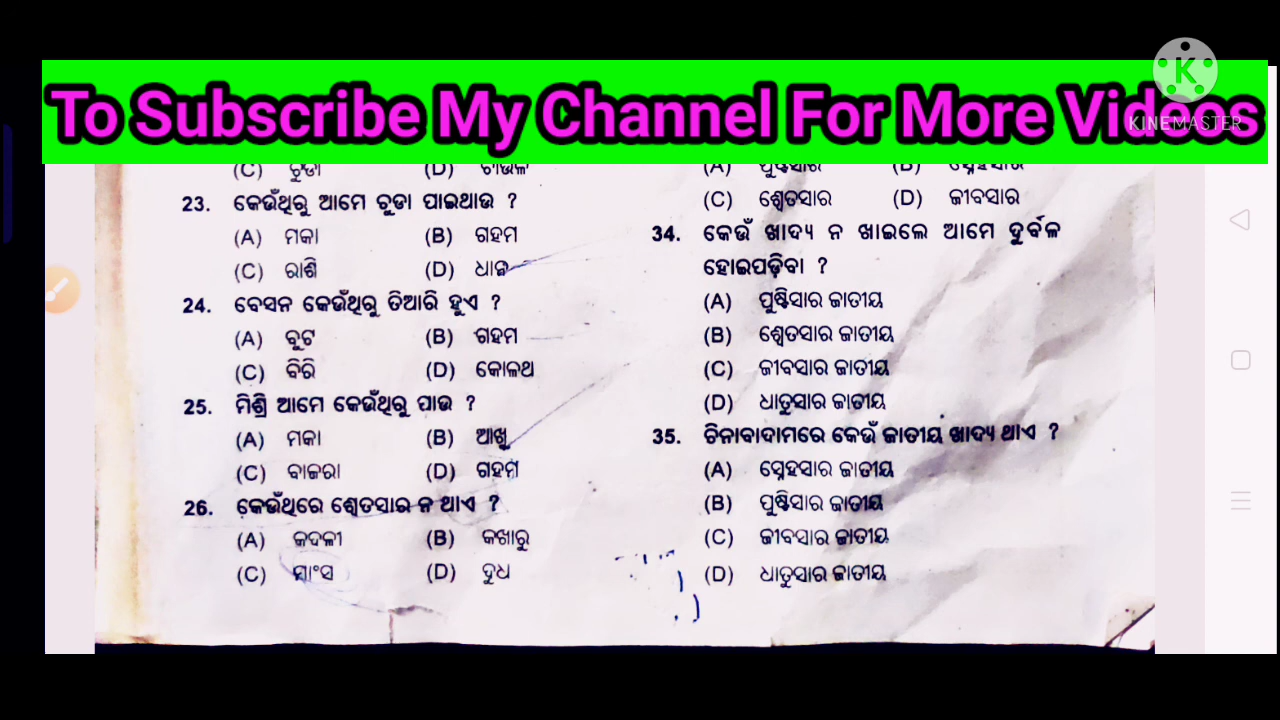 To Subscribe My Channel For More Videos
KINEMASTER
(C) ଚୁଡା (D) ଚାଉଳ
23. କେଉଁଥିରୁ ଆମେ ଚୁଡା ପାଇଥାଉ ?
(A) ମକା (B) ଗହମ
(C) ରାଶି (D) ଧାନ
24. ବେସନ କେଉଁଥିରୁ ତିଆରି ହୁଏ ?
(A) ବୁଟ (B) ଗହମ
(C) ବିରି (D) କୋଳଥ
25. ମିଶ୍ରି ଆମେ କେଉଁଥିରୁ ପାଉ ?
(A) ମକା (B) ଆଖୁ
(C) ବାଜରା (D) ଗହମ
26. କେଉଁଥିରେ ଶ୍ୱେତସାର ନ ଥାଏ ?
(A) କଦଳୀ (B) କଖାରୁ
(C) ମାଂସ (D) ଦୁଧ
(A) ପୁଷ୍ଟିସାର (B) ସ୍ନେହସାର
(C) ଶ୍ୱେତସାର (D) ଜୀବସାର
34. କେଉଁ ଖାଦ୍ୟ ନ ଖାଇଲେ ଆମେ ଦୁର୍ବଳ
ହୋଇପଡ଼ିବା ?
(A) ପୁଷ୍ଟିସାର ଜାତୀୟ
(B) ଶ୍ୱେତସାର ଜାତୀୟ
(C) ଜୀବସାର ଜାତୀୟ
(D) ଧାତୁସାର ଜାତୀୟ
35. ଚିନାବାଦାମରେ କେଉଁ ଜାତୀୟ ଖାଦ୍ୟ ଥାଏ ?
(A) ସ୍ନେହସାର ଜାତୀୟ
(B) ପୁଷ୍ଟିସାର ଜାତୀୟ
(C) ଜୀବସାର ଜାତୀୟ
(D) ଧାତୁସାର ଜାତୀୟ